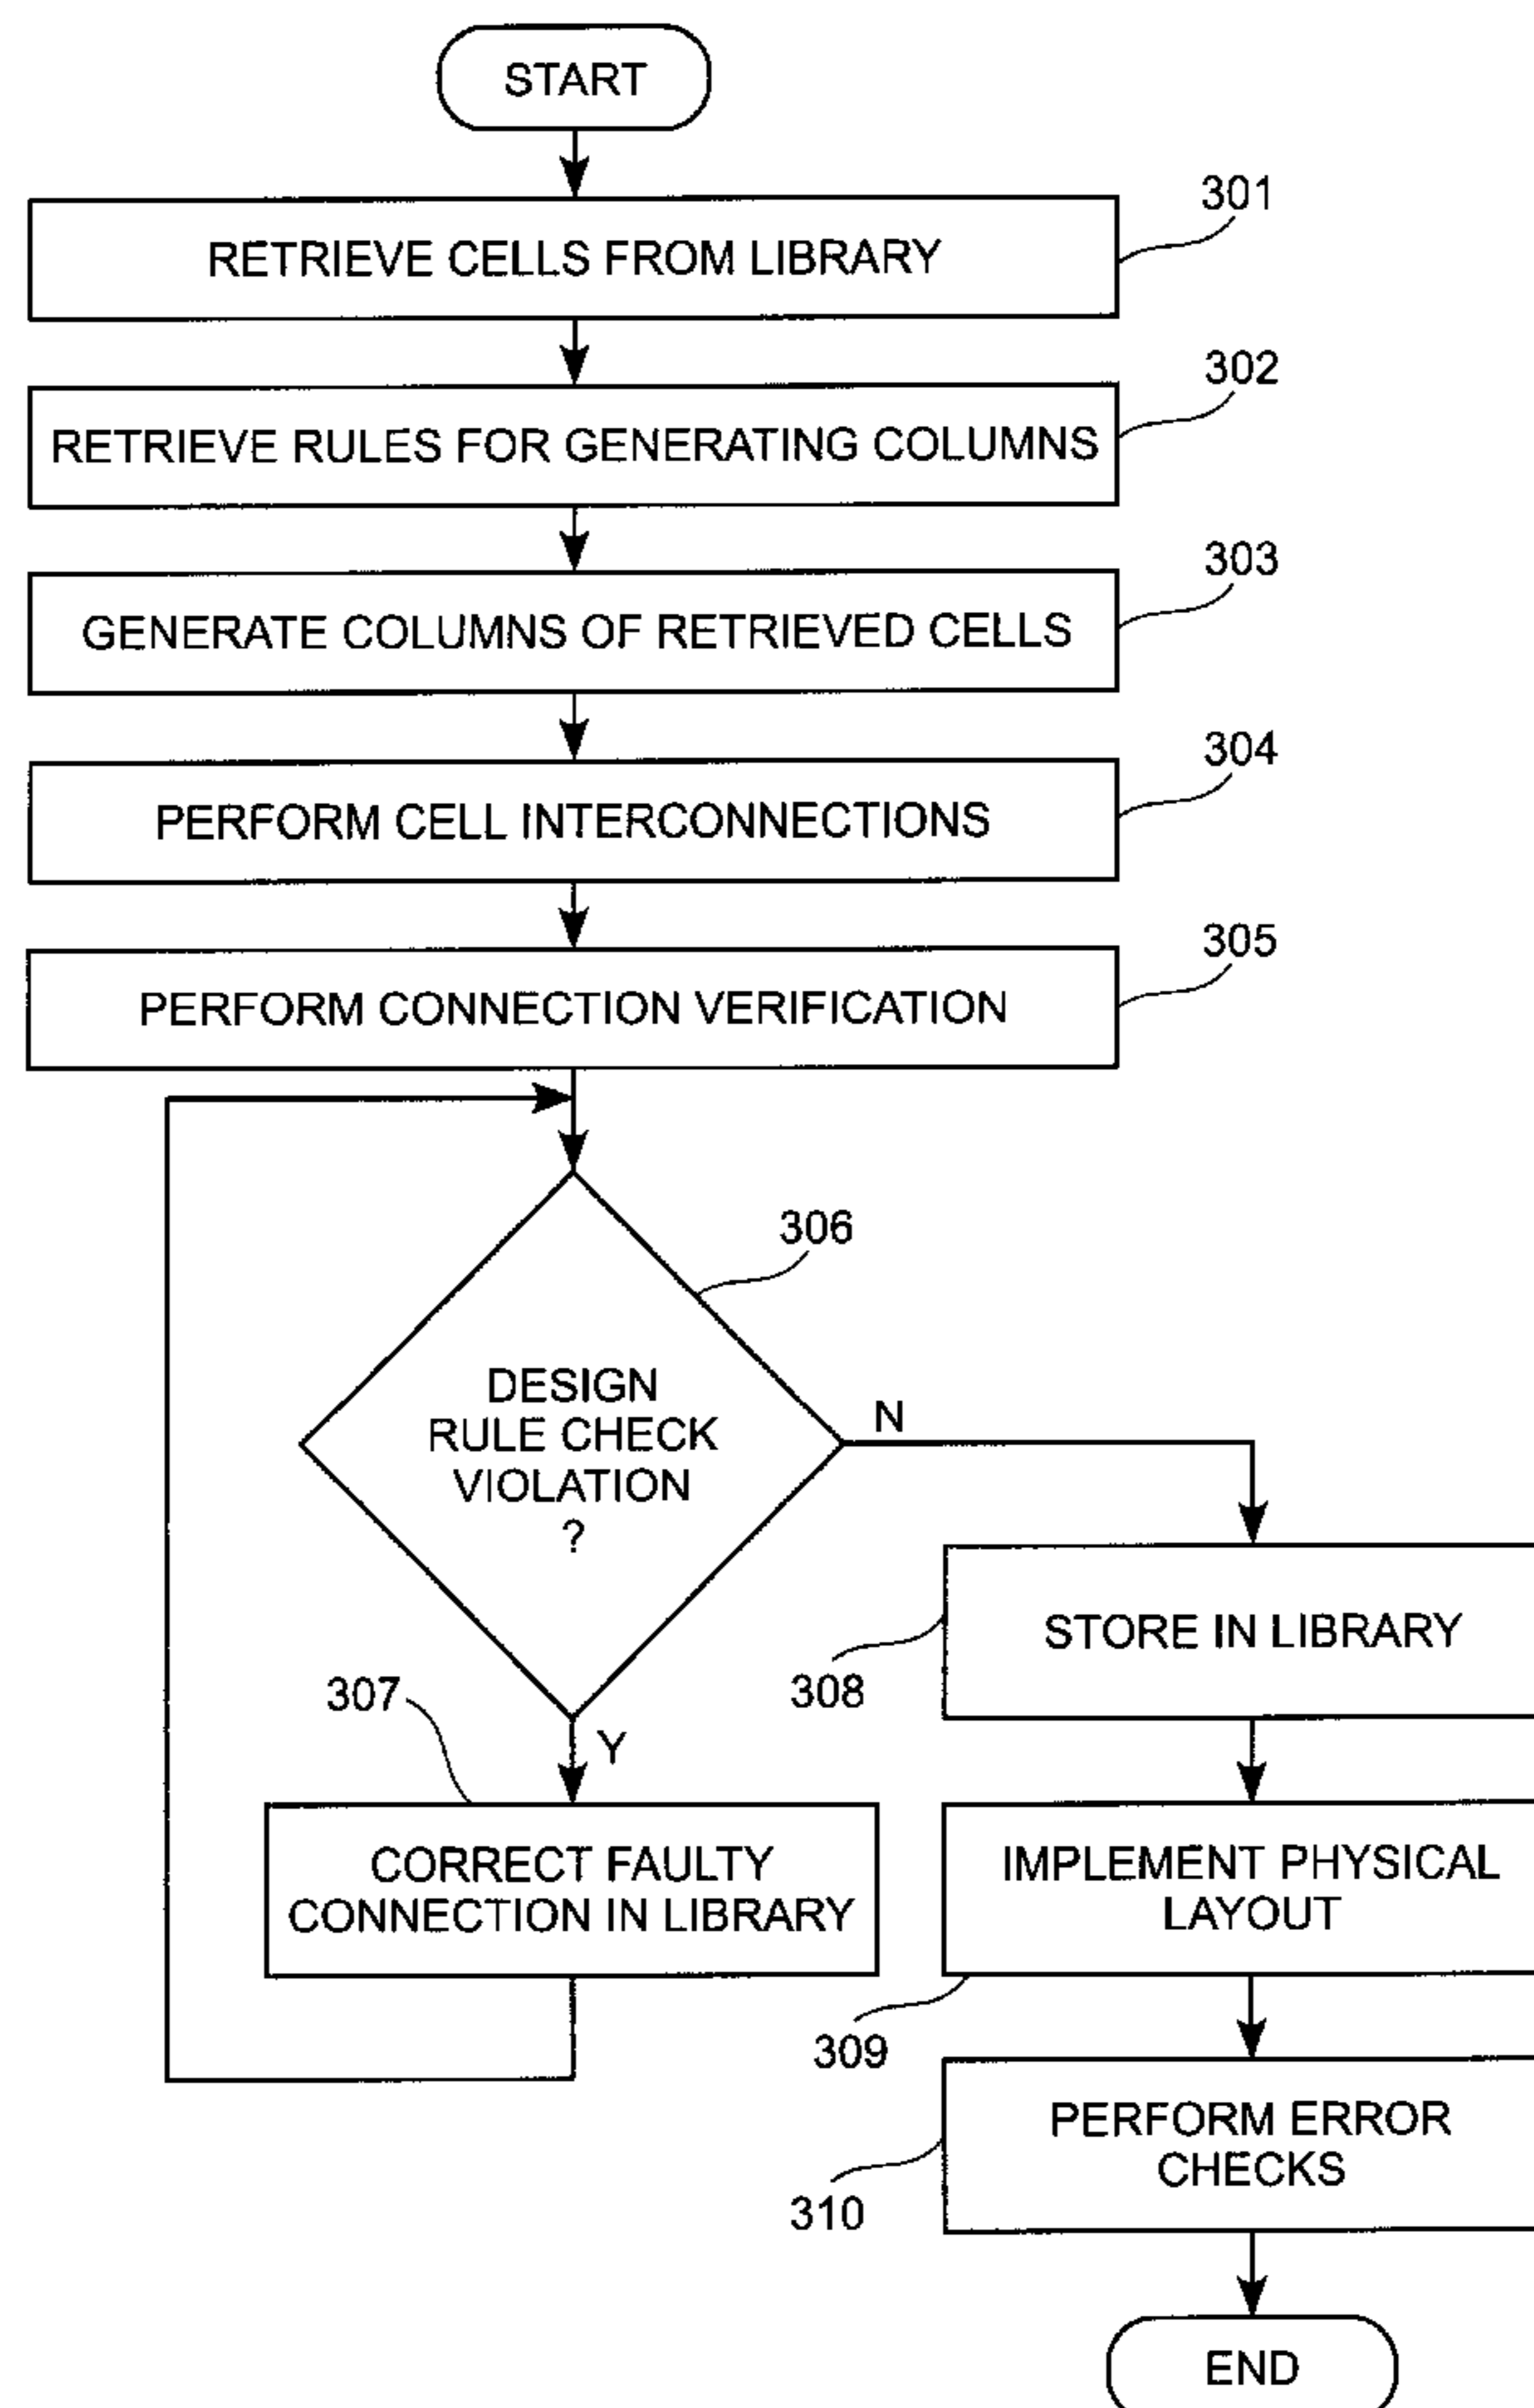 START
301
RETRIEVE CELLS FROM LIBRARY
302
RETRIEVE RULES FOR GENERATING COLUMNS
303
GENERATE COLUMNS OF RETRIEVED CELLS
304
PERFORM CELL INTERCONNECTIONS
305
PERFORM CONNECTION VERIFICATION
306
DESIGN
RULE CHECK
VIOLATION
?
N
Y
STORE IN LIBRARY
308
307
CORRECT FAULTY
CONNECTION IN LIBRARY
IMPLEMENT PHYSICAL
LAYOUT
309
PERFORM ERROR
CHECKS
310
END